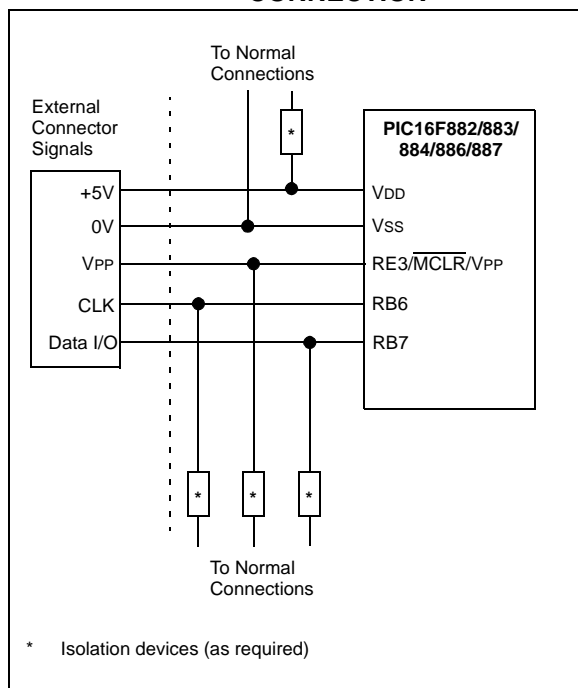 To Normal
Connections
External
Connector
Signals
*
PIC16F882/883/
884/886/887
+5V
VDD
0V
VSS
VPP
RE3/MCLR/VPP
CLK
RB6
Data I/O
RB7
*
*
*
To Normal
Connections
* Isolation devices (as required)